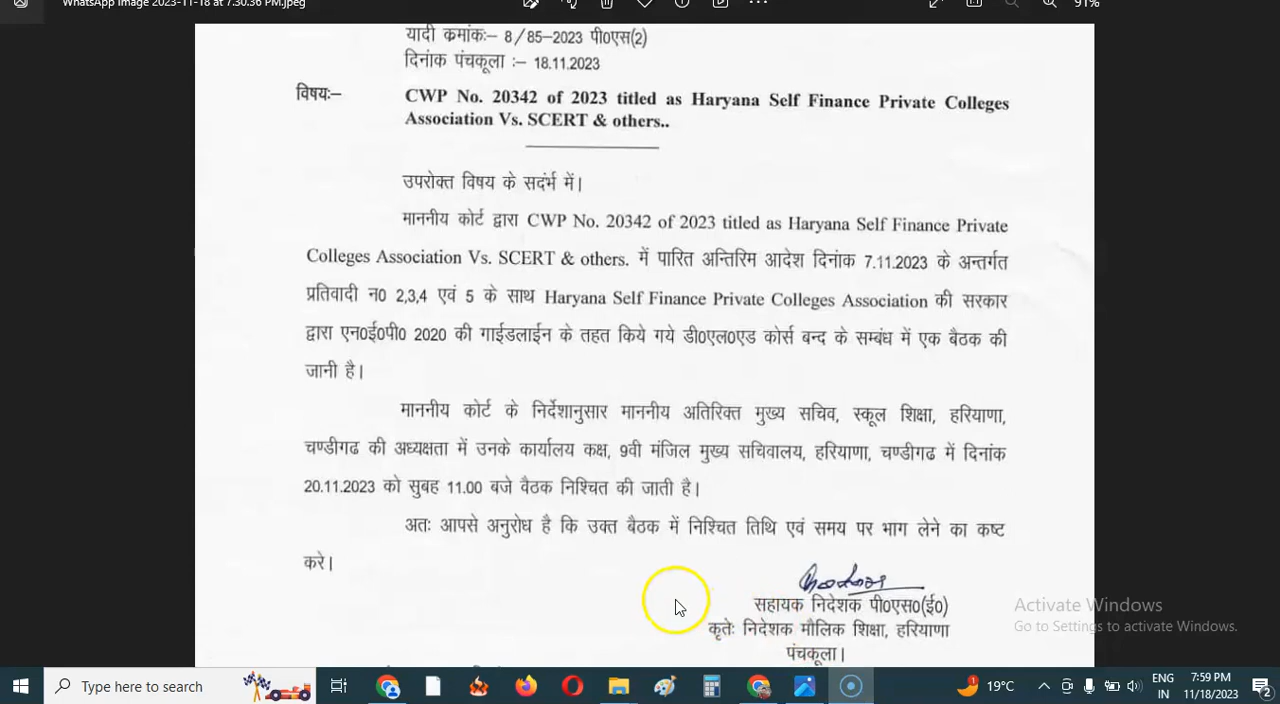 WhatsApp Image 2023-11-18 at 7.30.36 PM.jpeg
91%
यादी क्रमांकः– 8/85–2023 पी0एस(2)
दिनांक पंचकूला :– 18.11.2023
विषयः–
CWP No. 20342 of 2023 titled as Haryana Self Finance Private Colleges
Association Vs. SCERT & others..
उपरोक्त विषय के सदंर्भ में।
माननीय कोर्ट द्वारा CWP No. 20342 of 2023 titled as Haryana Self Finance Private
Colleges Association Vs. SCERT & others. में पारित अन्तिरिम आदेश दिनांक 7.11.2023 के अन्तर्गत
प्रतिवादी न0 2,3,4 एवं 5 के साथ Haryana Self Finance Private Colleges Association की सरकार
द्वारा एन0ई0पी0 2020 की गाईडलाईन के तहत किये गये डी0एल0एड कोर्स बन्द के सम्बंध में एक बैठक की
जानी है।
माननीय कोर्ट के निर्देशानुसार माननीय अतिरिक्त मुख्य सचिव, स्कूल शिक्षा, हरियाणा,
चण्डीगढ की अध्यक्षता में उनके कार्यालय कक्ष, 9वी मंजिल मुख्य सचिवालय, हरियाणा, चण्डीगढ में दिनांक
20.11.2023 को सुबह 11.00 बजे वैठक निश्चित की जाती है।
अतः आपसे अनुरोध है कि उक्त बैठक में निश्चित तिथि एवं समय पर भाग लेने का कष्ट
करे।
सहायक निदेशक पी0एस0(ई0)
कृतेः निदेशक मौलिक शिक्षा, हरियाणा
पंचकूला।
Activate Windows
Go to Settings to activate Windows.
Type here to search
19°C
ENG
IN
7:59 PM
11/18/2023
2